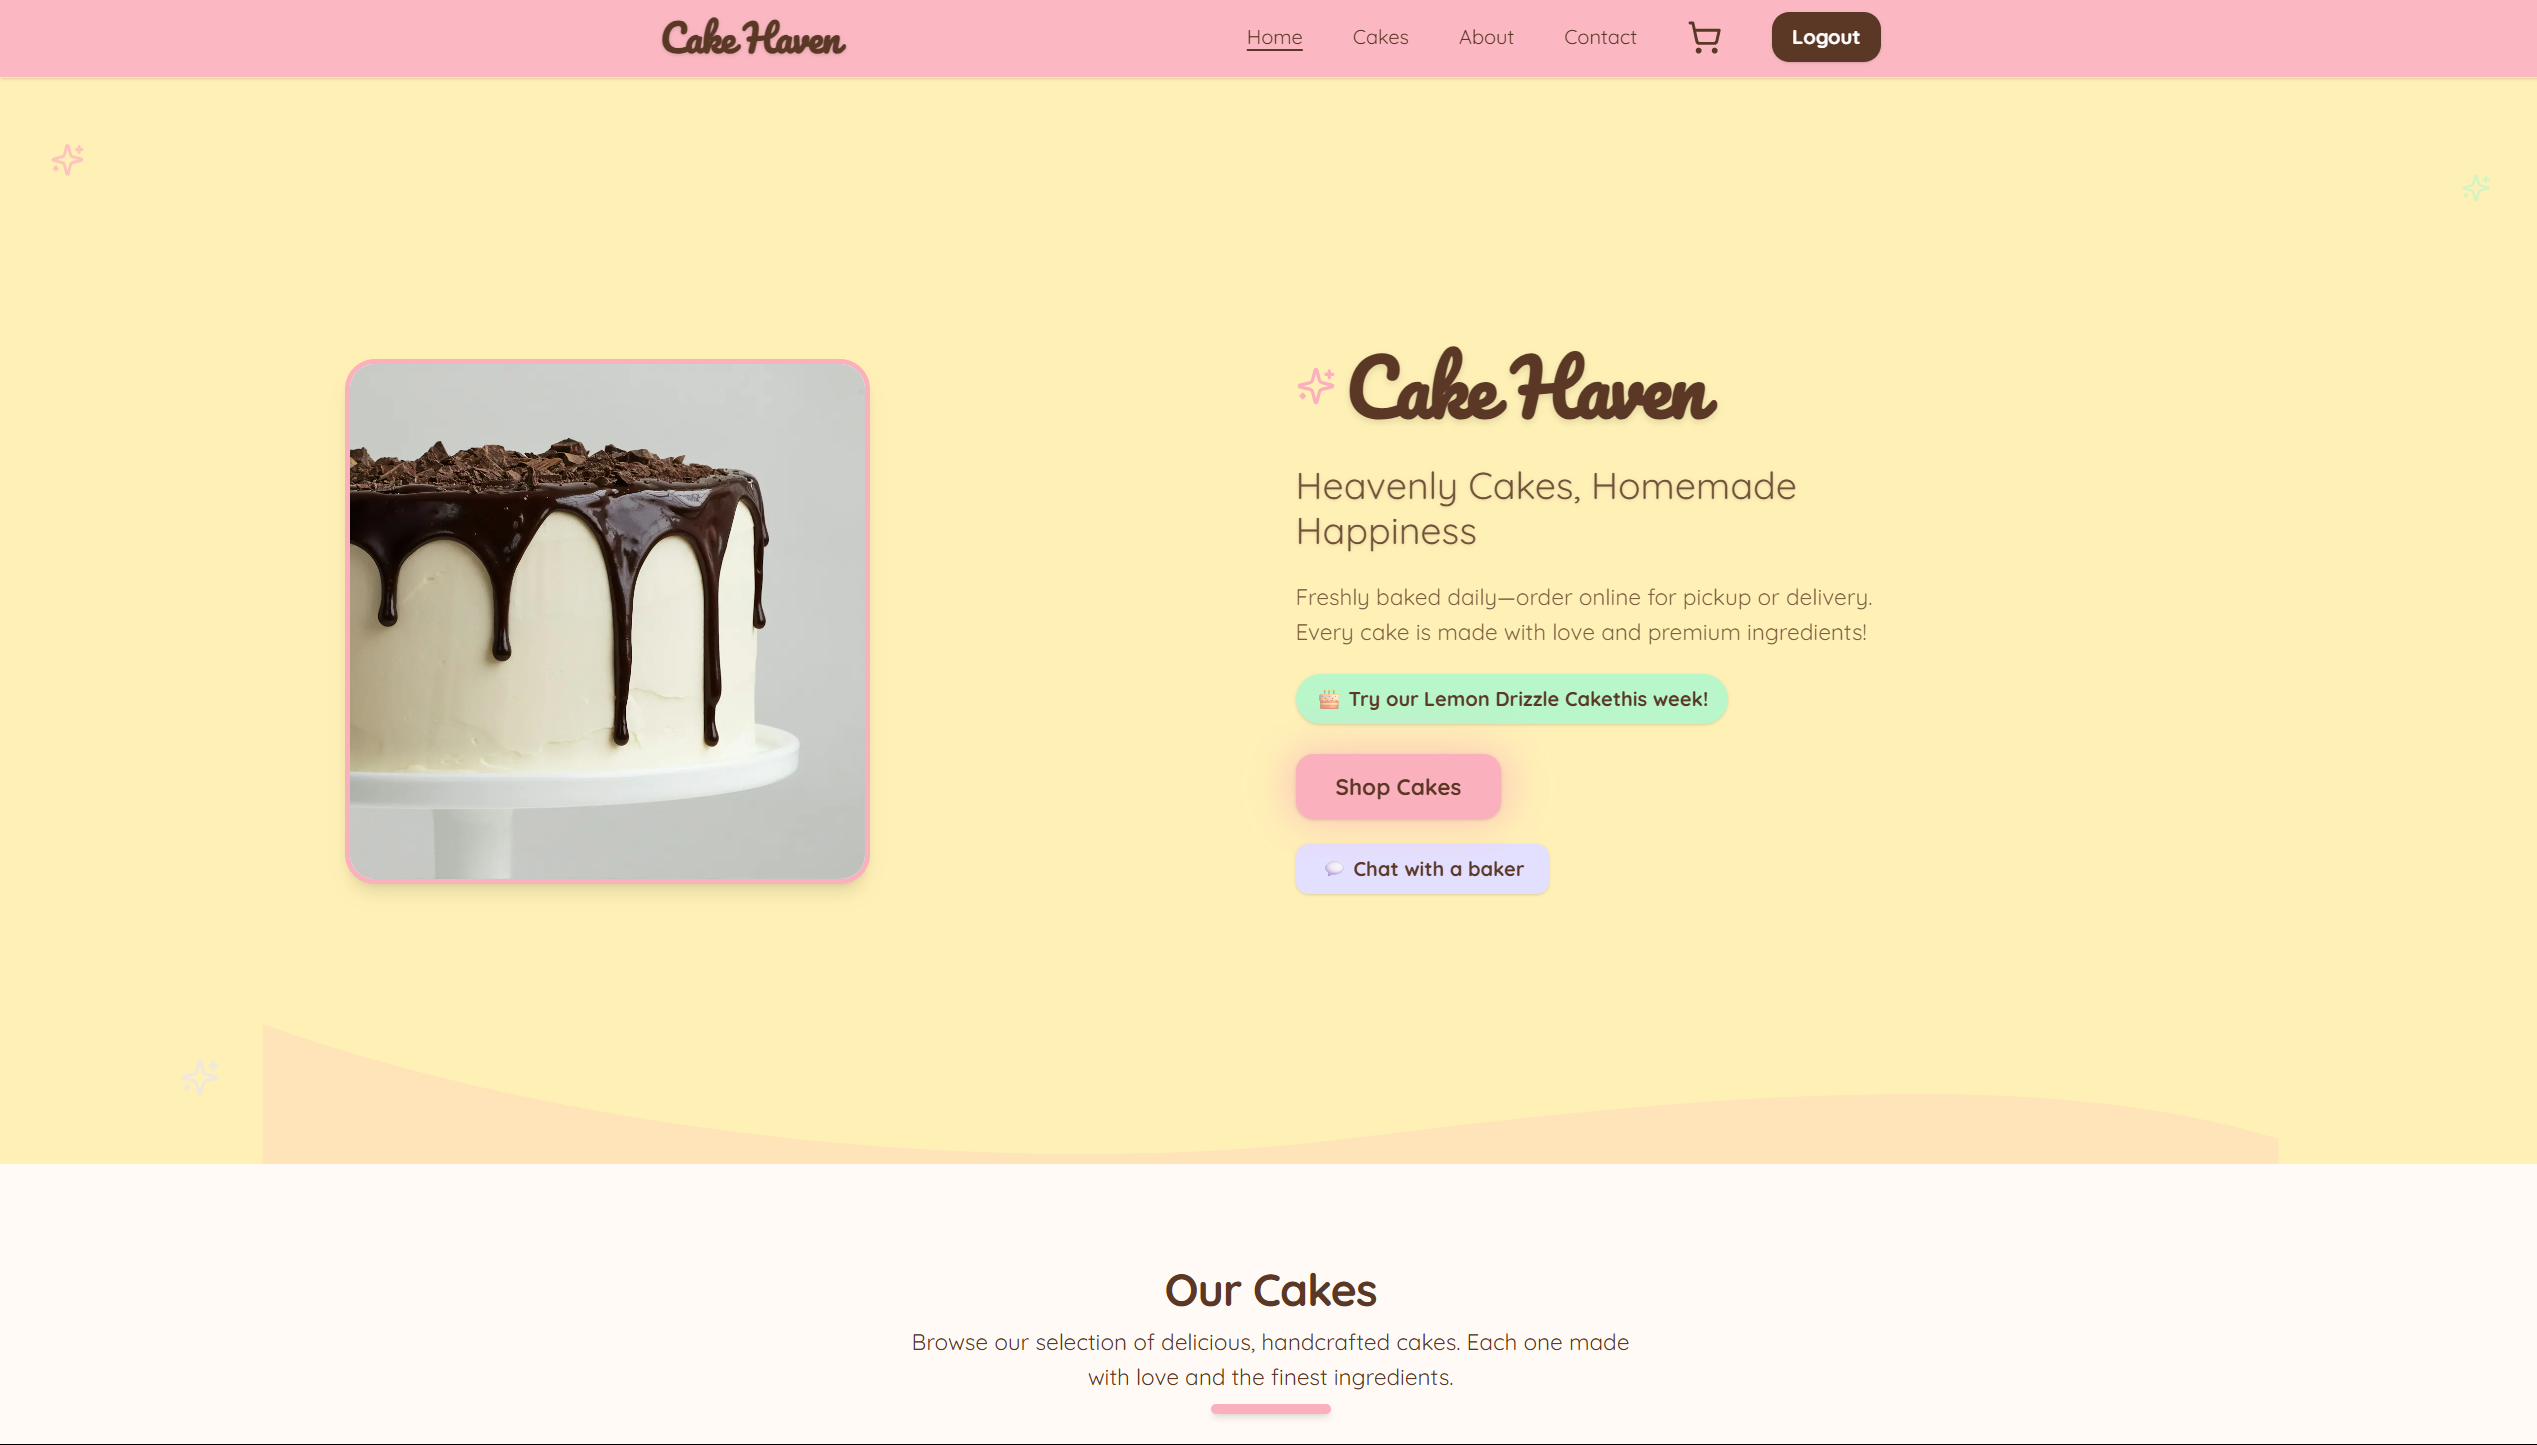 Cake Haven
Home
Cakes
About
Contact
Logout
Cake Haven
Heavenly Cakes, Homemade
Happiness
Freshly baked daily—order online for pickup or delivery.
Every cake is made with love and premium ingredients!
Try our Lemon Drizzle Cakethis week!
Shop Cakes
Chat with a baker
Our Cakes
Browse our selection of delicious, handcrafted cakes. Each one made
with love and the finest ingredients.